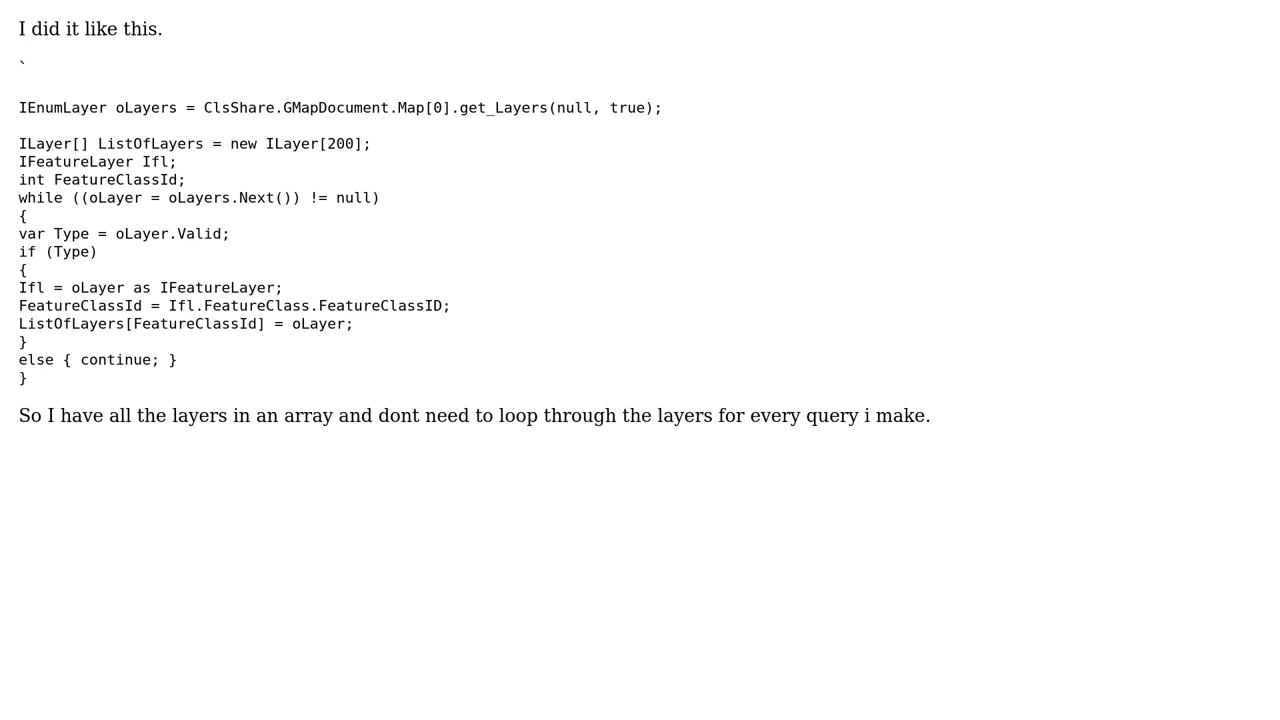 I did it like this.
`
IEnumLayer oLayers = ClsShare.GMapDocument.Map[0].get_Layers(null, true);
ILayer[] ListOfLayers = new ILayer[200];
IFeatureLayer Ifl;
int FeatureClassId;
while ((oLayer = oLayers.Next()) != null)
{
var Type = oLayer.Valid;
if (Type)
{
Ifl = oLayer as IFeatureLayer;
FeatureClassId = Ifl.FeatureClass.FeatureClassID;
ListOfLayers[FeatureClassId] = oLayer;
}
else { continue; }
}
So I have all the layers in an array and dont need to loop through the layers for every query i make.